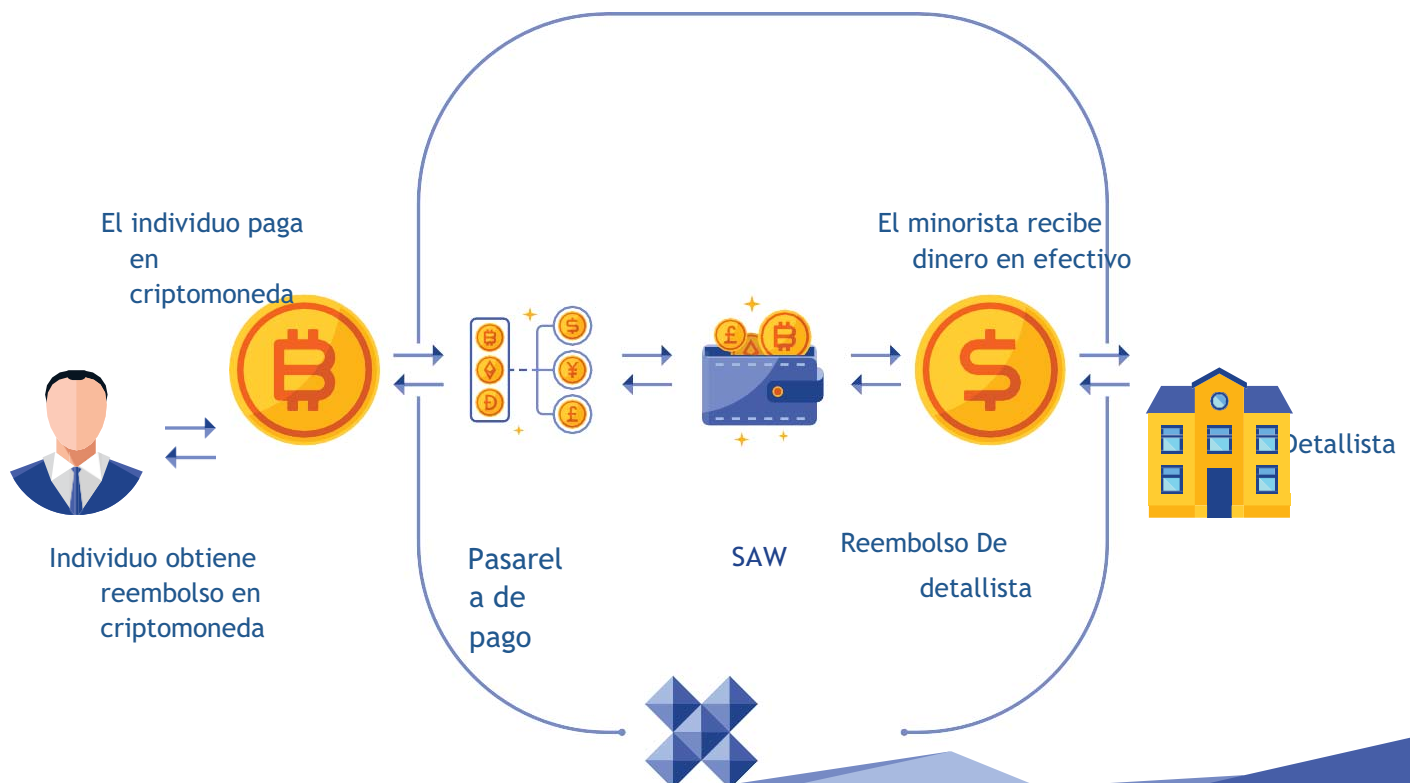 El individuo paga
en
criptomoneda
El minorista recibe
dinero en efectivo
Detallista
Individuo obtiene
reembolso en
criptomoneda
Pasarel
a de
pago
SAW
Reembolso De
detallista